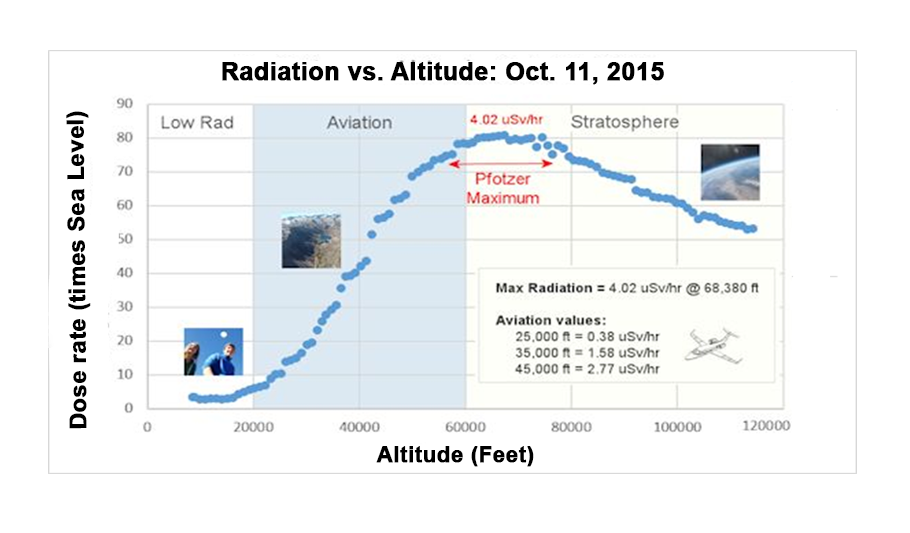 Radiation vs. Altitude: Oct. 11, 2015
Dose rate (times Sea Level)
90
80
70
60
50
40
30
20
10
0
Low Rad
Aviation
4.02 uSv/hr
Stratosphere
Pfotzer
Maximum
Max Radiation = 4.02 uSv/hr @ 68,380 ft
Aviation values:
25,000 ft = 0.38 uSv/hr
35,000 ft = 1.58 uSv/hr
45,000 ft = 2.77 uSv/hr
0
20000
40000
60000
80000
100000
120000
Altitude (Feet)